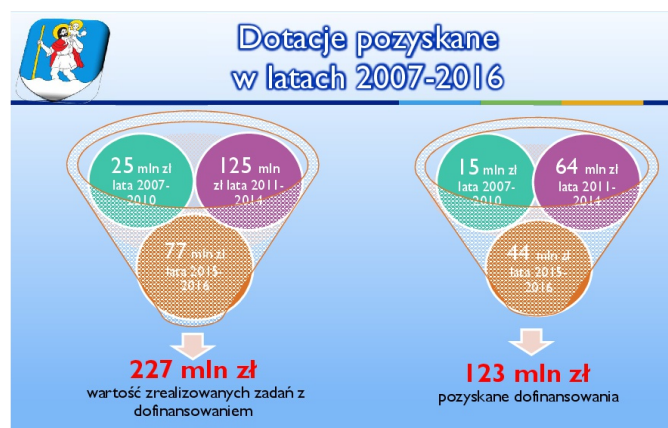 Dotacje pozyskane
w latach 2007-2016
25 mln zł
lata 2007-
2010
125 mln
zł lata 2011-
2014
77 mln zł
lata 2015-
2016
227 mln zł
wartość zrealizowanych zadań z
dofinansowaniem
15 mln zł
lata 2007-
2010
64 mln zł
lata 2011-
2014
44 mln zł
lata 2015-
2016
123 mln zł
pozyskane dofinansowania